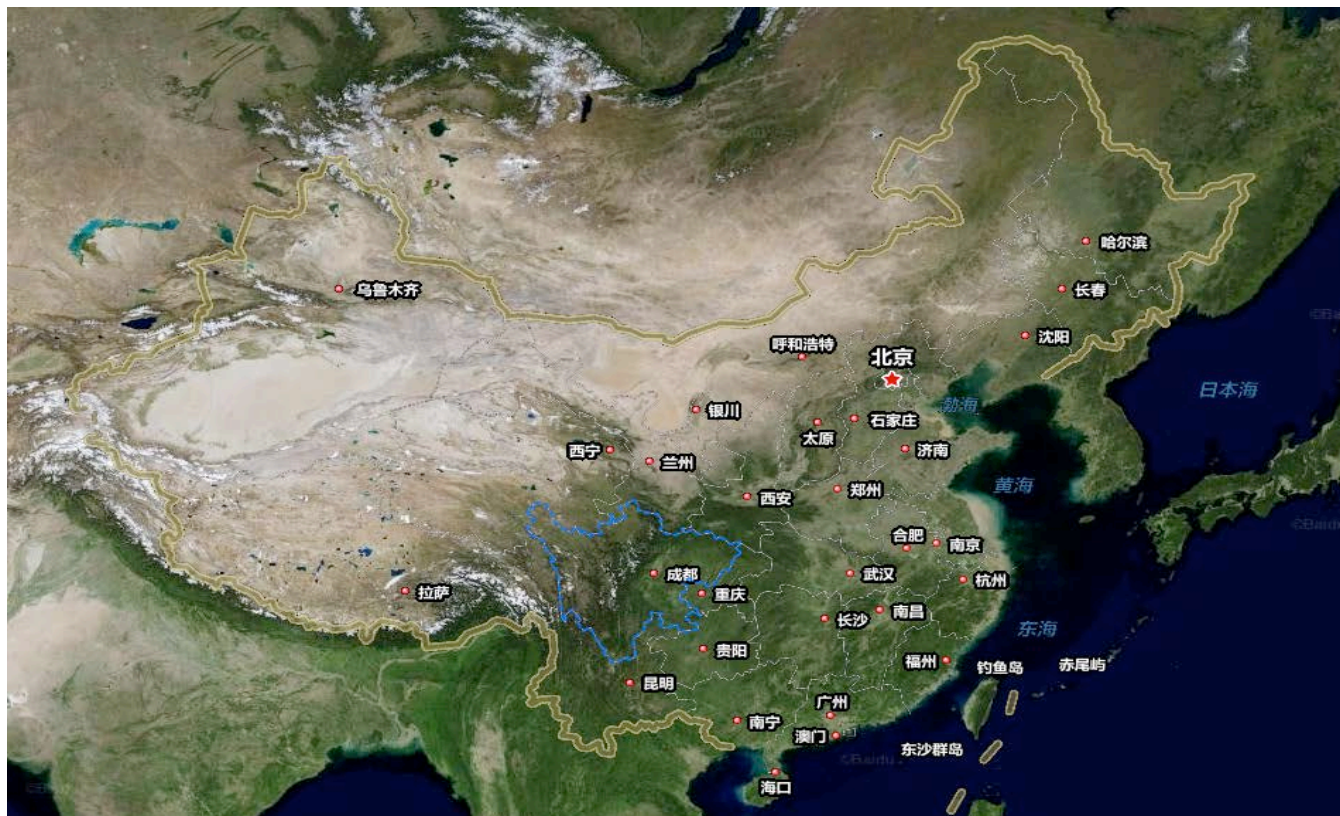 哈尔滨
乌鲁木齐
长春
沈阳
呼和浩特
北京
日本海
渤海
银川
石家庄
太原
西宁
兰州
济南
黄海
西安
郑州
合肥
南京
成都
武汉
杭州
拉萨
重庆
长沙
南昌
东海
贵阳
福州
钓鱼岛
赤尾屿
昆明
广州
南宁
澳门
东沙群岛
©Baidu
海口